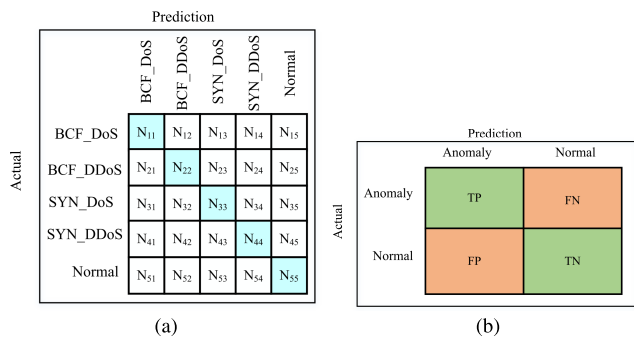 Prediction
BCF_DoS BCF_DDoS SYN_DoS SYN_DDoS Normal
Actual
BCF_DoS N11 N12 N13 N14 N15
BCF_DDoS N21 N22 N23 N24 N25
SYN_DoS N31 N32 N33 N34 N35
SYN_DDoS N41 N42 N43 N44 N45
Normal N51 N52 N53 N54 N55
(a)
Prediction
Anomaly Normal
Actual
Anomaly TP FN
Normal FP TN
(b)